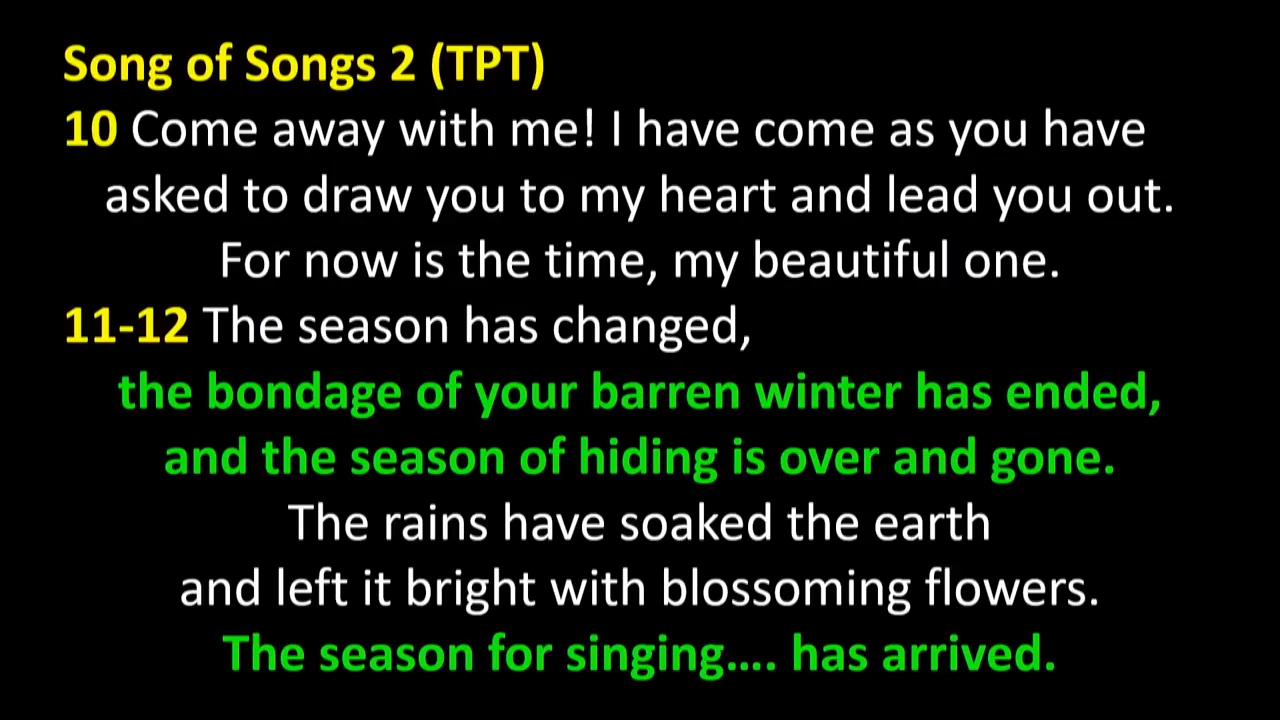 Song of Songs 2 (TPT)
10 Come away with me! I have come as you have
asked to draw you to my heart and lead you out.
For now is the time, my beautiful one.
11-12 The season has changed,
the bondage of your barren winter has ended,
and the season of hiding is over and gone.
The rains have soaked the earth
and left it bright with blossoming flowers.
The season for singing.... has arrived.